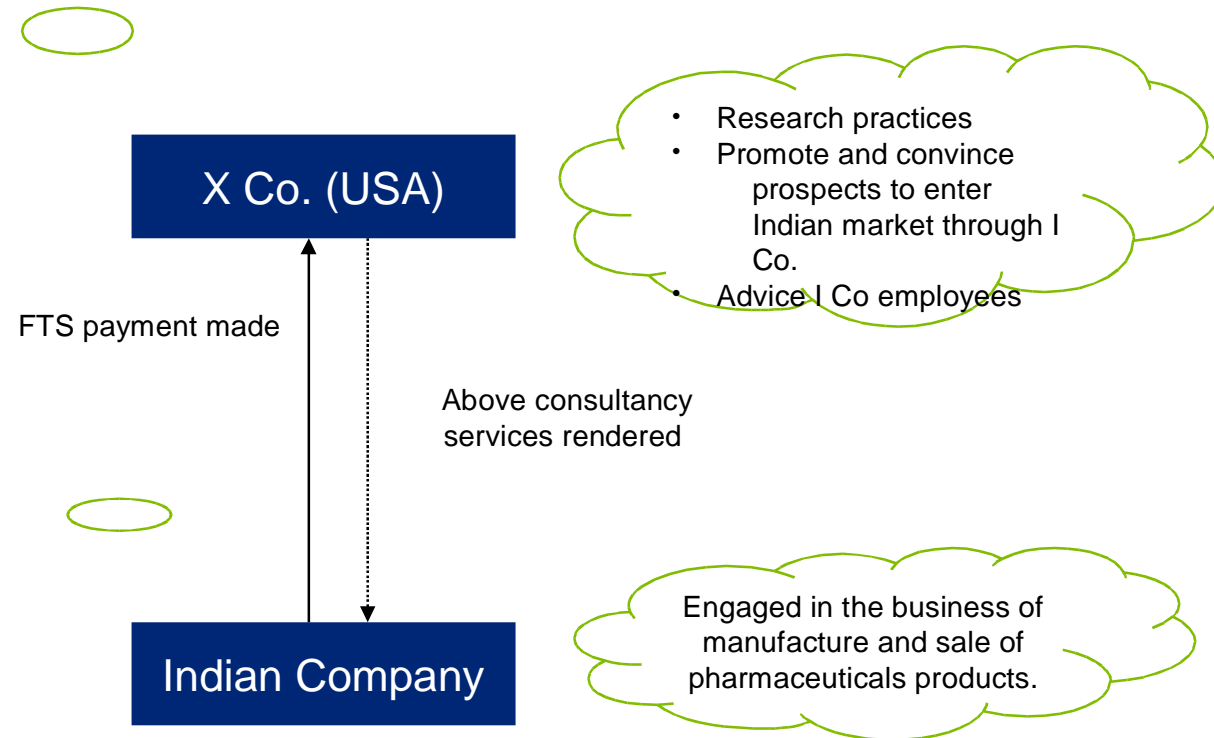 • Research practices
• Promote and convince
prospects to enter
Indian market through I
Co.
• Advice I Co employees
X Co. (USA)
FTS payment made
Above consultancy
services rendered
Engaged in the business of
manufacture and sale of
pharmaceuticals products.
Indian Company